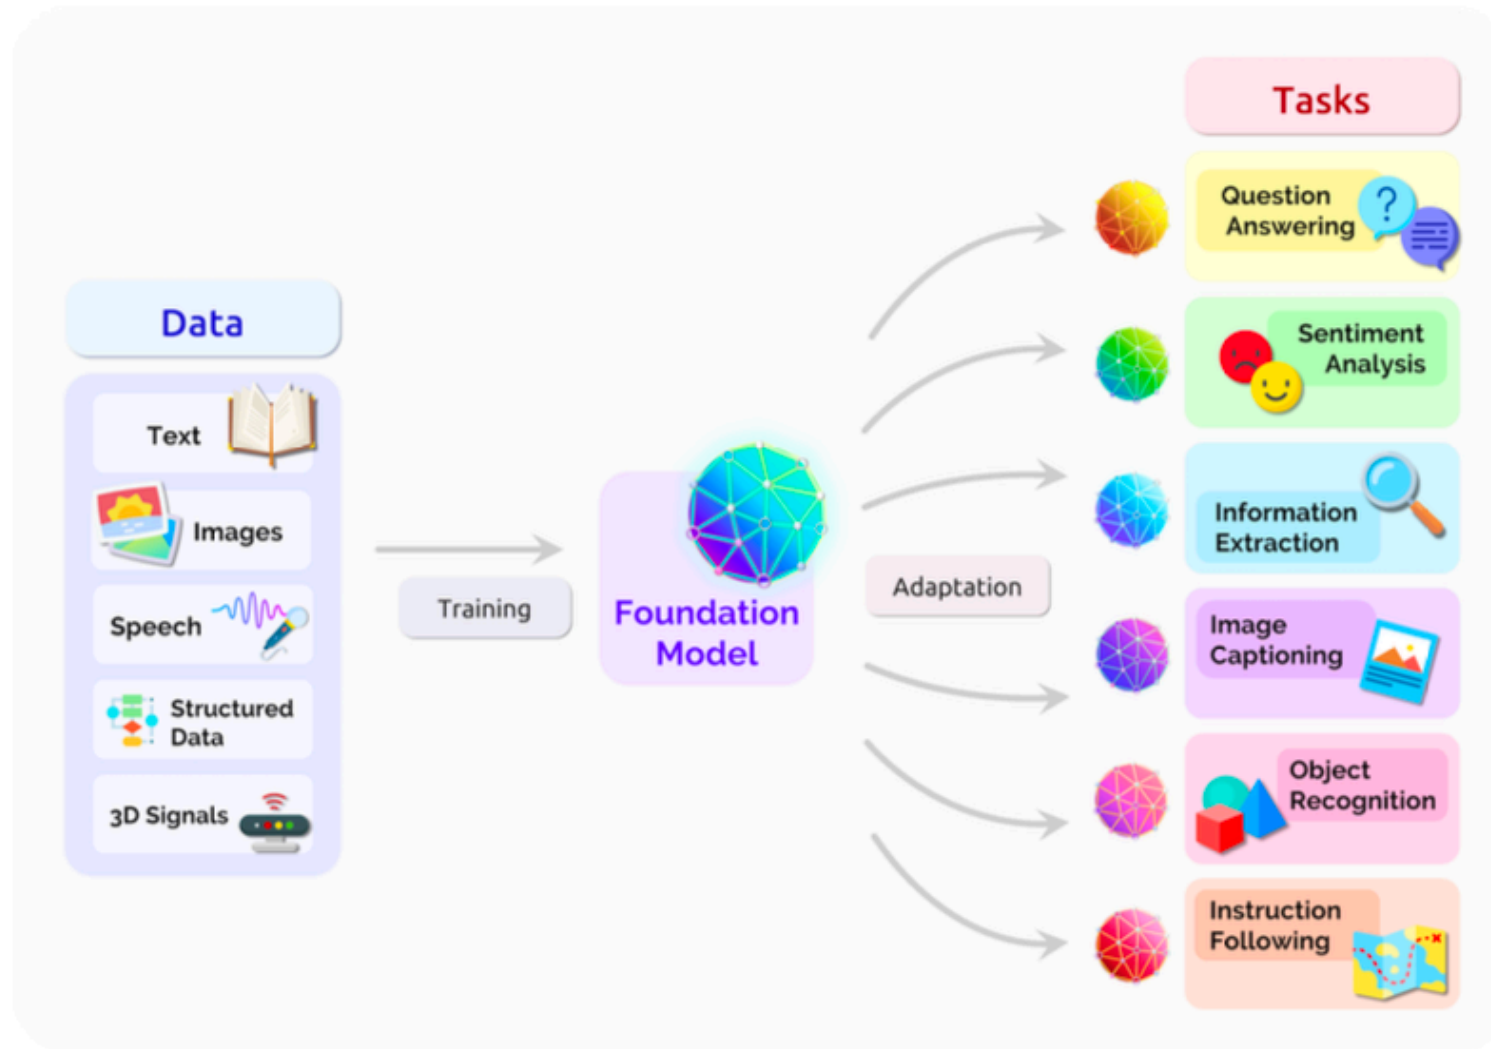 Data
Text
Images
Speech
Structured
Data
3D Signals
Training
Foundation
Model
Adaptation
Tasks
Question
Answering
?
Sentiment
Analysis
Information
Extraction
Image
Captioning
Object
Recognition
Instruction
Following